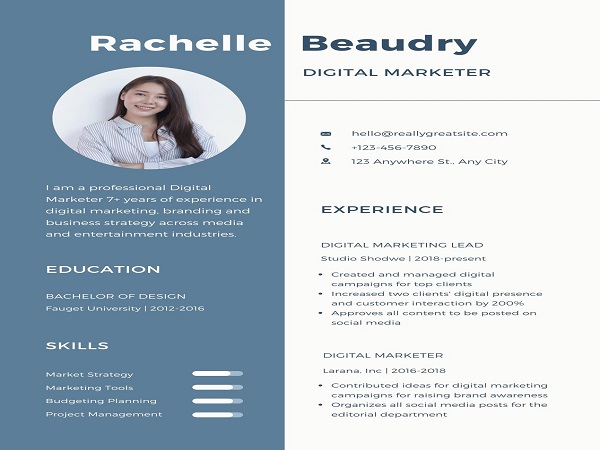 Rachelle Beaudry
DIGITAL MARKETER
I am a professional Digital
Marketer 7+ years of experience in
digital marketing, branding and
business strategy across media
and entertainment industries.
EDUCATION
BACHELOR OF DESIGN
Fauget University | 2012-2016
SKILLS
Market Strategy
Marketing Tools
Budgeting Planning
Project Management
hello@reallygreatsite.com
+123-456-7890
123 Anywhere St., Any City
EXPERIENCE
DIGITAL MARKETING LEAD
Studio Shodwe | 2018-present
• Created and managed digital
campaigns for top clients
• Increased two clients' digital presence
and customer interaction by 200%
• Approves all content to be posted on
social media
DIGITAL MARKETER
Larana, Inc | 2016-2018
• Contributed ideas for digital marketing
campaigns for raising brand awareness
• Organizes all social media posts for the
editorial department